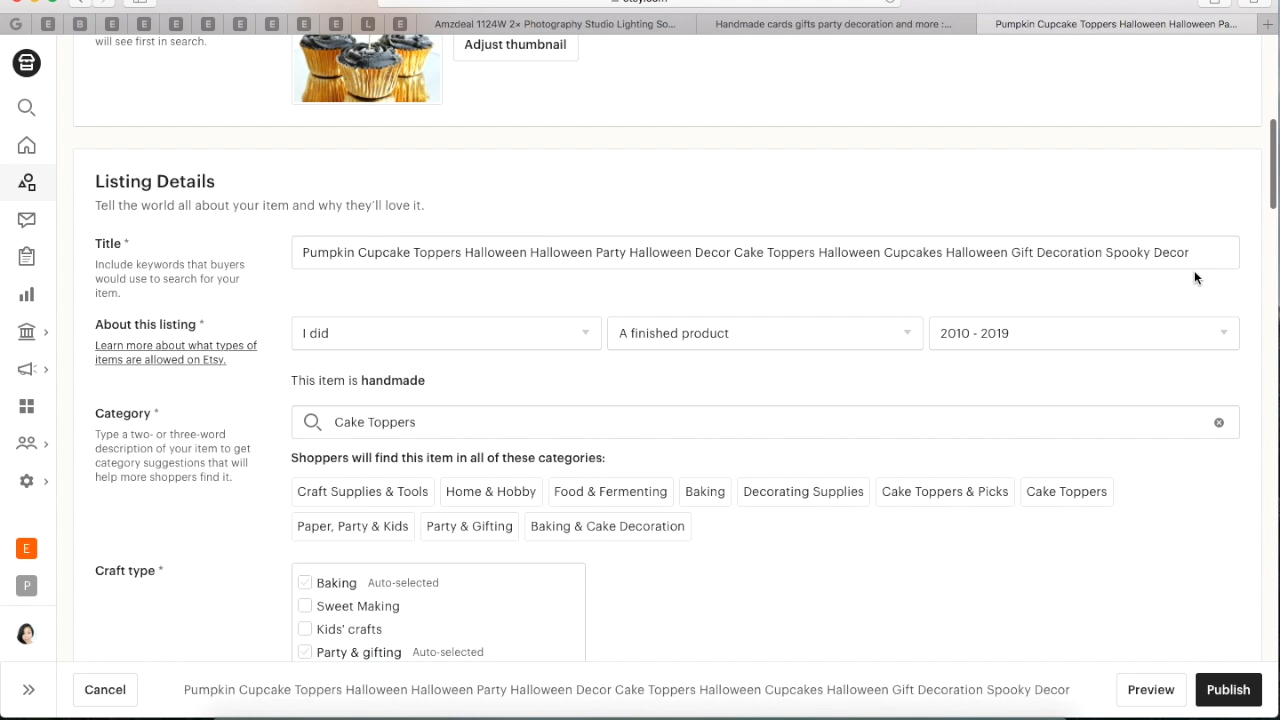 etsy.com
Amzdeal 1124W 2× Photography Studio Lighting So...
Handmade cards gifts party decoration and more :...
Pumpkin Cupcake Toppers Halloween Halloween Pa...
will see first in search.
Adjust thumbnail
Listing Details
Tell the world all about your item and why they'll love it.
Title *
Include keywords that
buyers
would use to search for your
item.
Pumpkin Cupcake Toppers Halloween Halloween Party Halloween Decor Cake Toppers Halloween Cupcakes Halloween Gift Decoration Spooky Decor
About this listing *
Learn more about what types of
items are allowed on Etsy.
I did
A finished product
2010 - 2019
This item is handmade
Category *
Type a two- or three-word
description of your item to get
category suggestions that will
help more shoppers find it.
Cake Toppers
Shoppers will find this item in all of these categories:
Craft Supplies & Tools
Home & Hobby
Food & Fermenting
Baking
Decorating Supplies
Cake Toppers & Picks
Cake Toppers
Paper, Party & Kids
Party & Gifting
Baking & Cake Decoration
Craft type *
Baking Auto-selected
Sweet Making
Kids' crafts
Party & gifting Auto-selected
E
P
Cancel
Pumpkin Cupcake Toppers Halloween Halloween Party Halloween Decor Cake Toppers Halloween Cupcakes Halloween Gift Decoration Spooky Decor
Preview
Publish